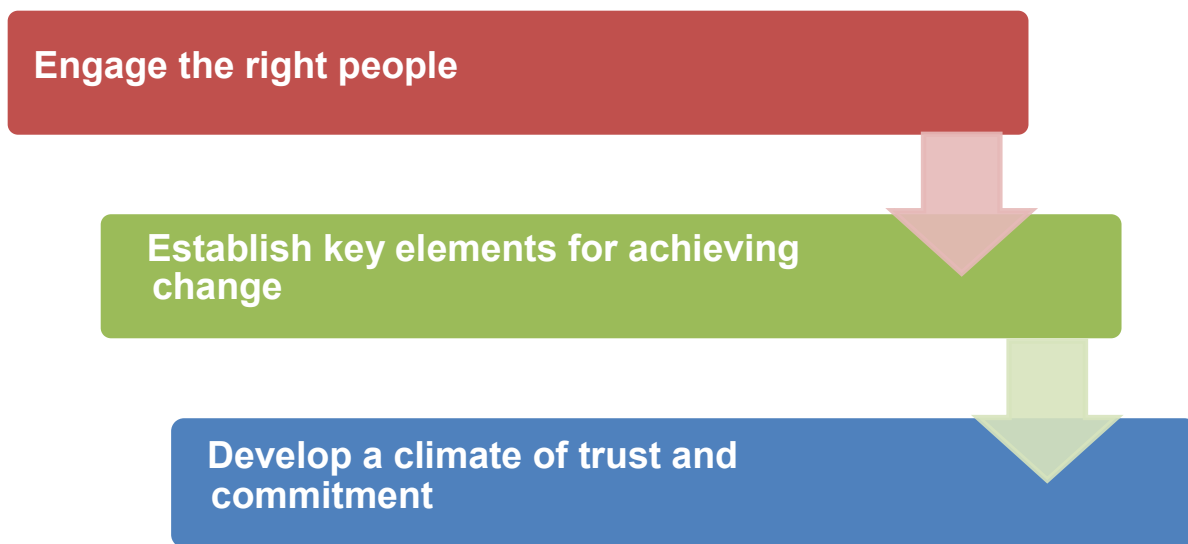 Engage the right people
Establish key elements for achieving
change
Develop a climate of trust and
commitment